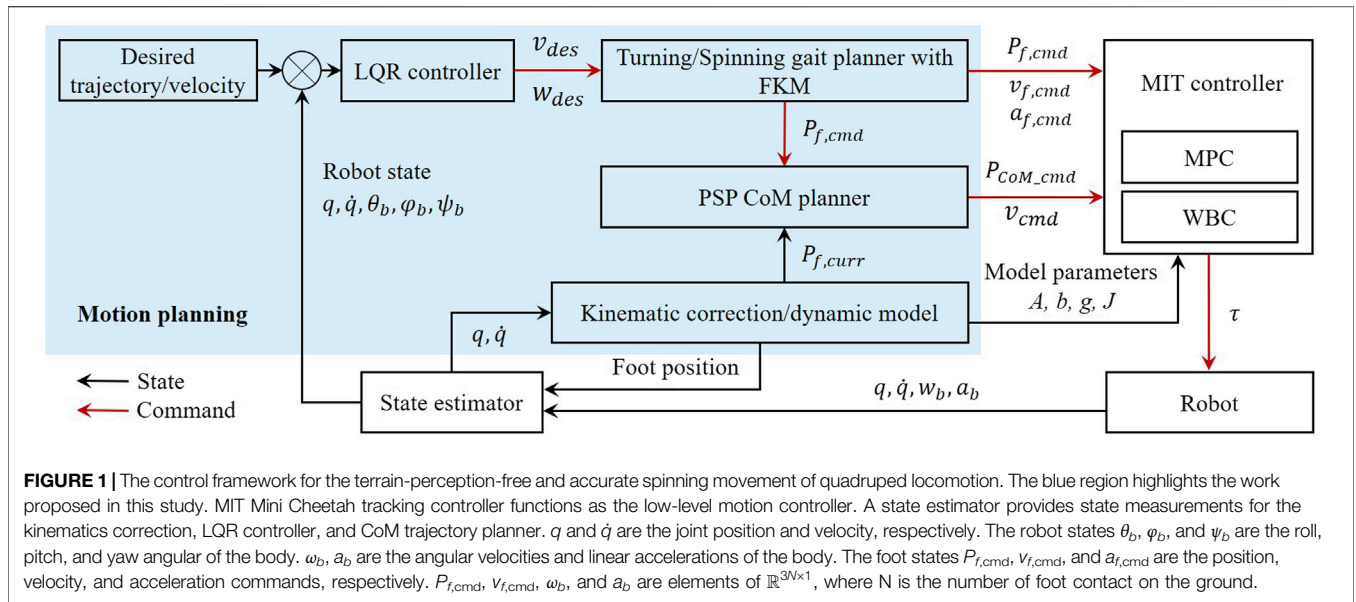 Desired
trajectory/velocity
LQR controller
v_des
w_des
Turning/Spinning gait planner with
FKM
P_f,cmd
v_f,cmd
a_f,cmd
MIT controller
MPC
WBC
P_f,cmd
Robot state
q, q̇, θ_b, φ_b, ψ_b
PSP CoM planner
P_CoM_cmd
v_cmd
P_f,curr
Model parameters
A, b, g, J
Motion planning
q, q̇
Kinematic correction/dynamic model
τ
Foot position
State
Command
State estimator
q, q̇, w_b, a_b
Robot
FIGURE 1 | The control framework for the terrain-perception-free and accurate spinning movement of quadruped locomotion. The blue region highlights the work
proposed in this study. MIT Mini Cheetah tracking controller functions as the low-level motion controller. A state estimator provides state measurements for the
kinematics correction, LQR controller, and CoM trajectory planner. q and q̇ are the joint position and velocity, respectively. The robot states θ_b, φ_b, and ψ_b are the roll,
pitch, and yaw angular of the body. ω_b, a_b are the angular velocities and linear accelerations of the body. The foot states P_f,cmd, v_f,cmd, and a_f,cmd are the position,
velocity, and acceleration commands, respectively. P_f,cmd, v_f,cmd, ω_b, and a_b are elements of ℝ^3N×1, where N is the number of foot contact on the ground.